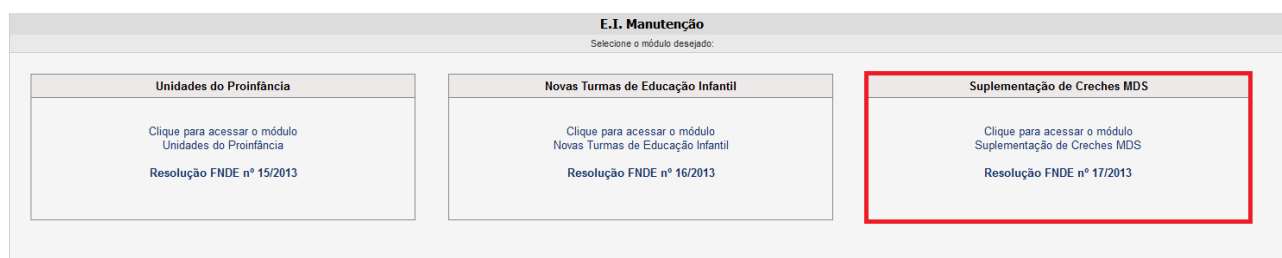 E.I. Manutenção
Selecione o módulo desejado:
Unidades do Proinfância
Clique para acessar o módulo
Unidades do Proinfância
Resolução FNDE nº 15/2013
Novas Turmas de Educação Infantil
Clique para acessar o módulo
Novas Turmas de Educação Infantil
Resolução FNDE nº 16/2013
Suplementação de Creches MDS
Clique para acessar o módulo
Suplementação de Creches MDS
Resolução FNDE nº 17/2013